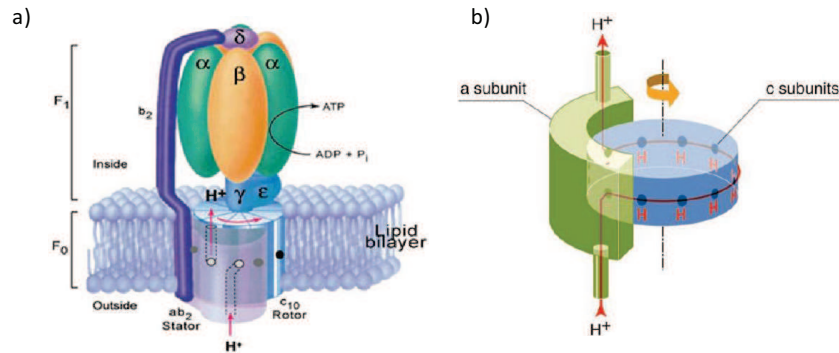 a)
δ
α
β
α
F₁
b₂
ATP
ADP + Pᵢ
Inside
H⁺
γ
ε
Lipid
bilayer
F₀
Outside
ab₂
Stator
c₁₀
Rotor
H⁺
b)
H⁺
a subunit
c subunits
H
H
H
H
H
H
H
H
H⁺